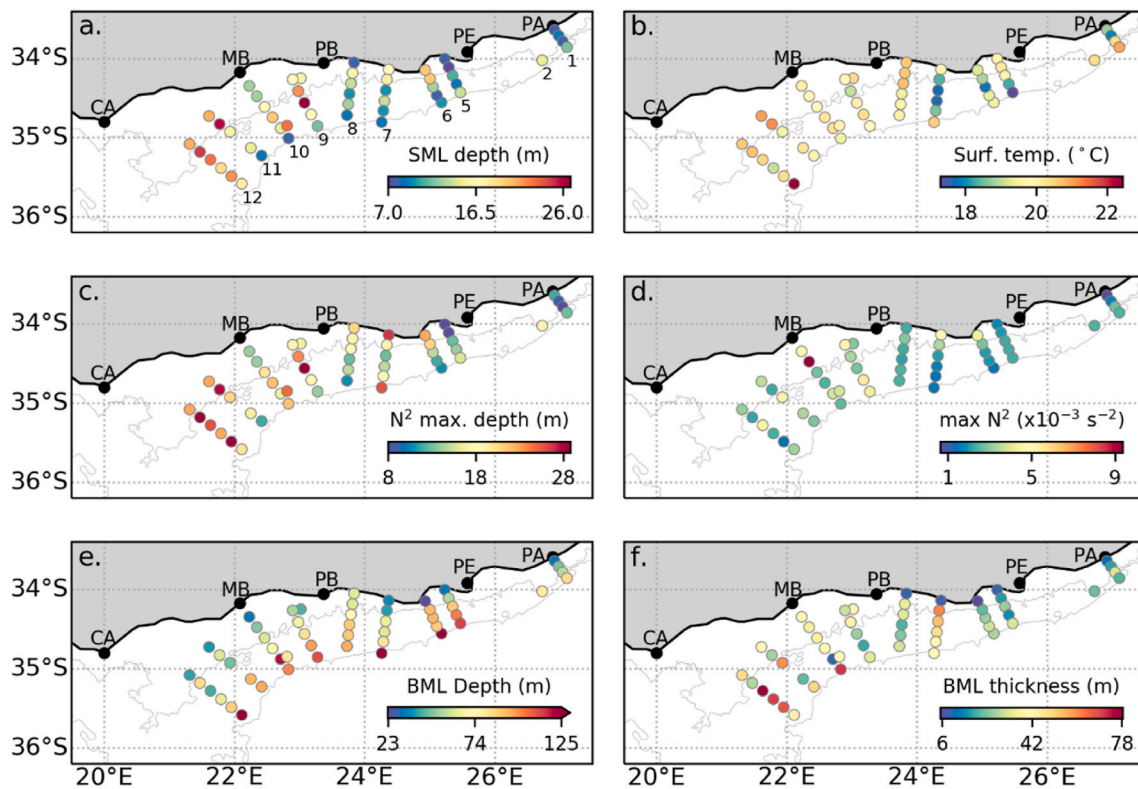 a. MB PB PE PA
CA
1 2 5 6 7 8 9 10 11 12
34°S
35°S
36°S
SML depth (m)
7.0 16.5 26.0
b. MB PB PE PA
CA
Surf. temp. (°C)
18 20 22
c. MB PB PE PA
CA
34°S
35°S
36°S
N² max. depth (m)
8 18 28
d. MB PB PE PA
CA
max N² (x10⁻³ s⁻²)
1 5 9
e. MB PB PE PA
CA
34°S
35°S
36°S
BML Depth (m)
23 74 125
20°E 22°E 24°E 26°E
f. MB PB PE PA
CA
BML thickness (m)
6 42 78
20°E 22°E 24°E 26°E